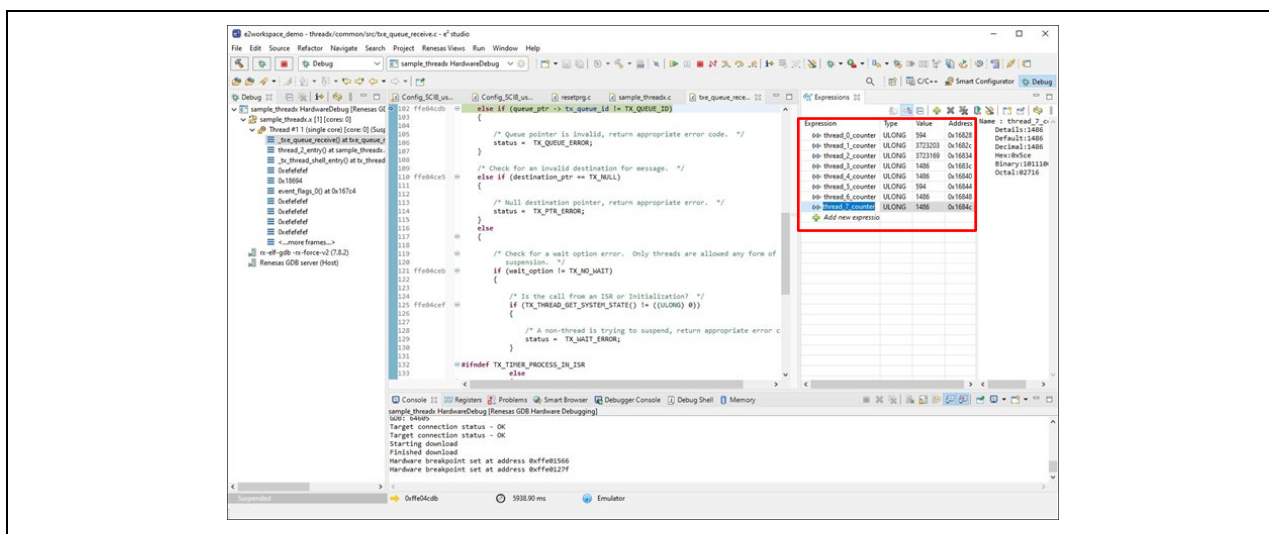 e2workspace_demo - threadx/common/src/txe_queue_receive.c - e² studio
File Edit Source Refactor Navigate Search Project Renesas Views Run Window Help
Debug
sample_threadx HardwareDebug
C/C++
Smart Configurator
Debug
Debug
sample_threadx HardwareDebug [Renesas G
sample_threadx.x [1] [cores: 0]
Thread #1 1 (single core) [core: 0] (Susp
_txe_queue_receive() at txe_queue_r
thread_2_entry() at sample_threadx.
_tx_thread_shell_entry() at tx_thread
0xefefefef
0x18694
event_flags_0() at 0x167c4
0xefefefef
0xefefefef
0xefefefef
0xefefefef
<...more frames...>
rx-elf-gdb -rx-force-v2 (7.8.2)
Renesas GDB server (Host)
Config_SCI8_us...
Config_SCI8_us...
resetprg.c
sample_threadx.c
txe_queue_rece...
102 ffe04cdb else if (queue_ptr -> tx_queue_id != TX_QUEUE_ID)
103 {
104
105 /* Queue pointer is invalid, return appropriate error code. */
106 status = TX_QUEUE_ERROR;
107 }
108
109 /* Check for an invalid destination for message. */
110 ffe04ce5 else if (destination_ptr == TX_NULL)
111 {
112
113 /* Null destination pointer, return appropriate error. */
114 status = TX_PTR_ERROR;
115 }
116 else
117 {
118
119 /* Check for a wait option error. Only threads are allowed any form of
120 suspension. */
121 ffe04ceb if (wait_option != TX_NO_WAIT)
122 {
123
124 /* Is the call from an ISR or Initialization? */
125 ffe04cef if (TX_THREAD_GET_SYSTEM_STATE() != ((ULONG) 0))
126 {
127
128 /* A non-thread is trying to suspend, return appropriate error c
129 status = TX_WAIT_ERROR;
130 }
131
132 #ifndef TX_TIMER_PROCESS_IN_ISR
133 else
Expressions
Expression Type Value Address
thread_0_counter ULONG 594 0x16828
thread_1_counter ULONG 3723203 0x1682c
thread_2_counter ULONG 3723169 0x16834
thread_3_counter ULONG 1486 0x1683c
thread_4_counter ULONG 1486 0x16840
thread_5_counter ULONG 594 0x16844
thread_6_counter ULONG 1486 0x16848
thread_7_counter ULONG 1486 0x1684c
Add new expressio
Name : thread_7_c
Details:1486
Default:1486
Decimal:1486
Hex:0x5ce
Binary:1011100
Octal:02716
Console
Registers
Problems
Smart Browser
Debugger Console
Debug Shell
Memory
sample_threadx HardwareDebug [Renesas GDB Hardware Debugging]
GDB: 64605
Target connection status - OK
Target connection status - OK
Starting download
Finished download
Hardware breakpoint set at address 0xffe01566
Hardware breakpoint set at address 0xffe0127f
Suspended
0xffe04cdb
5938.90 ms
Emulator